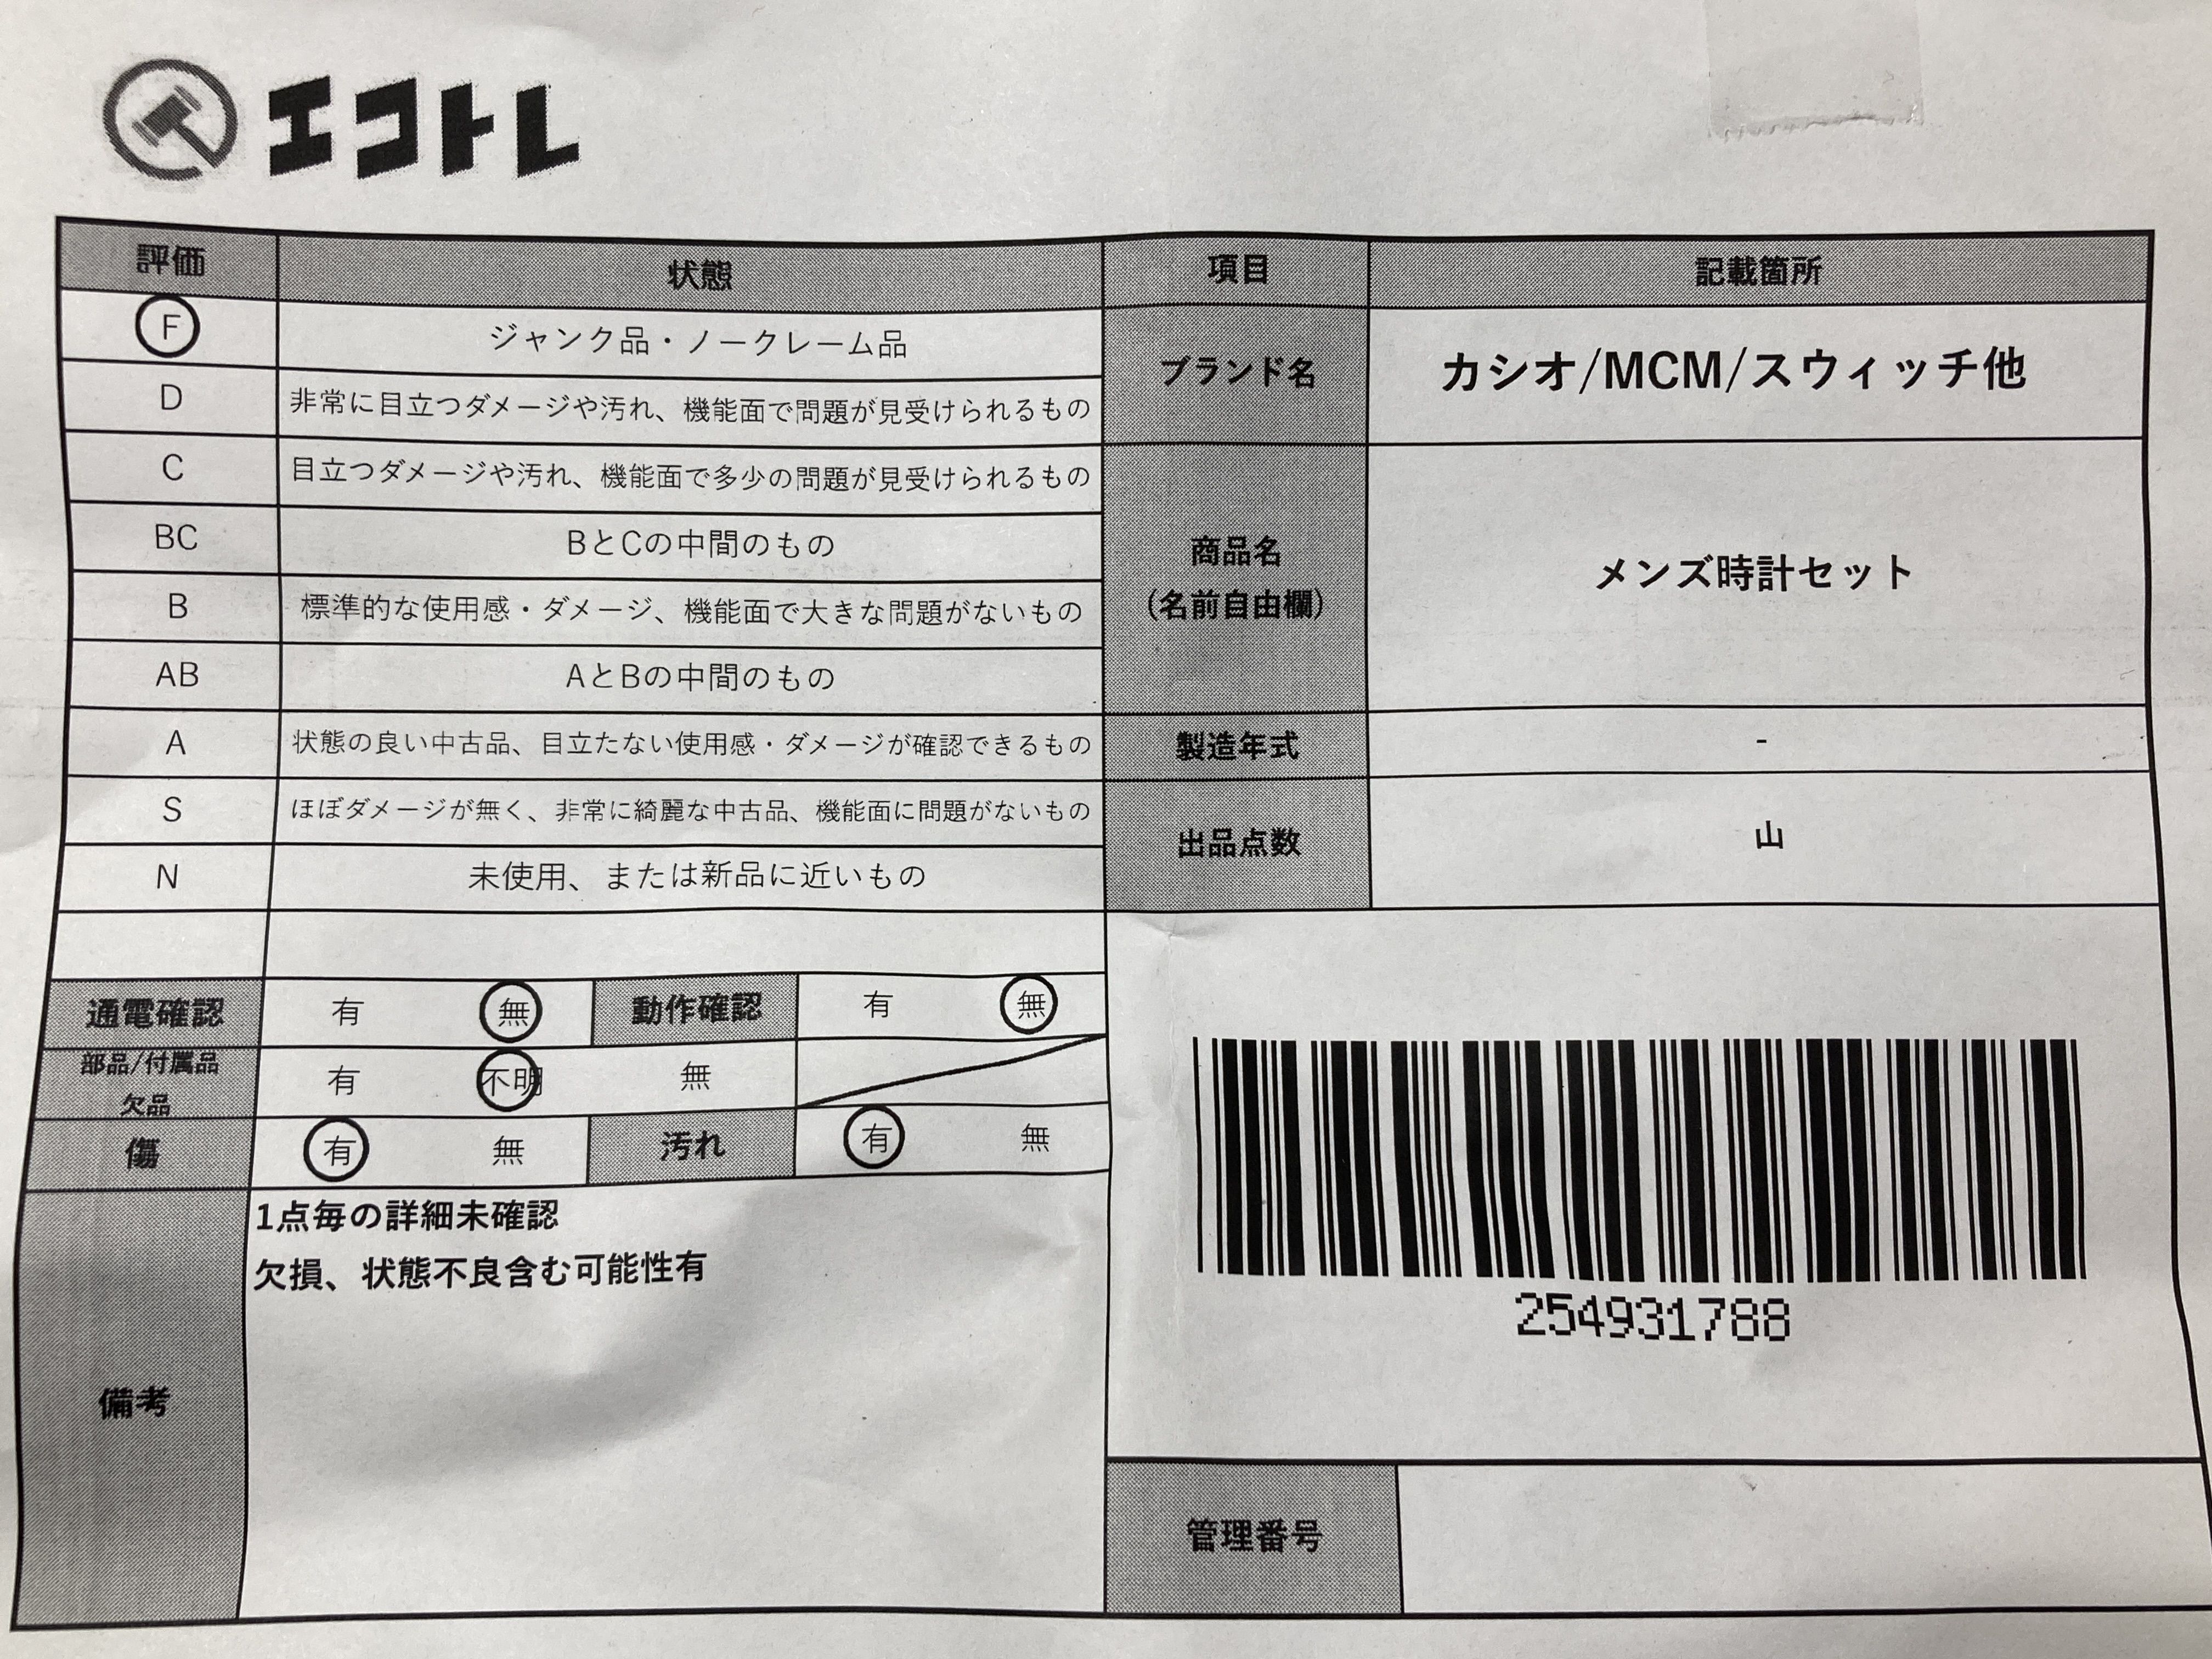 エコトレ
評価 状態 項目 記載箇所
F ジャンク品・ノークレーム品
D 非常に目立つダメージや汚れ、機能面で問題が見受けられるもの
C 目立つダメージや汚れ、機能面で多少の問題が見受けられるもの
BC BとCの中間のもの
B 標準的な使用感・ダメージ、機能面で大きな問題がないもの
AB AとBの中間のもの
A 状態の良い中古品、目立たない使用感・ダメージが確認できるもの
S ほぼダメージが無く、非常に綺麗な中古品、機能面に問題がないもの
N 未使用、または新品に近いもの
ブランド名 カシオ/MCM/スウィッチ他
商品名
(名前自由欄)
メンズ時計セット
製造年式 -
出品点数 山
通電確認 有 無 動作確認 有 無
部品/付属品
欠品
有 不明 無
傷 有 無 汚れ 有 無
備考
1点毎の詳細未確認
欠損、状態不良含む可能性有
254931788
管理番号